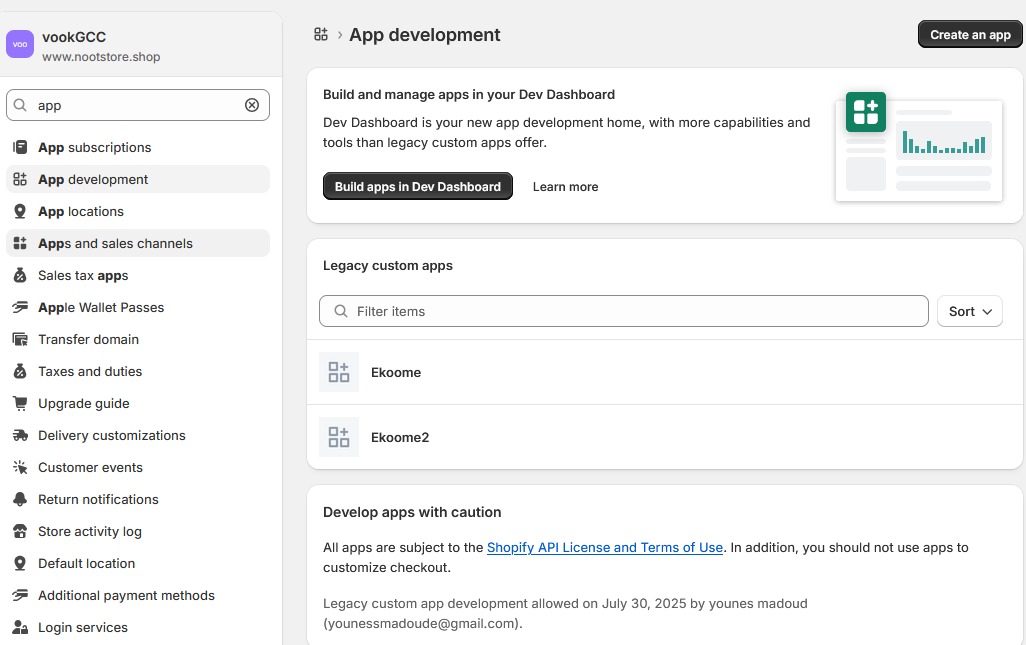 voo
vookGCC
www.nootstore.shop
app
App subscriptions
App development
App locations
Apps and sales channels
Sales tax apps
Apple Wallet Passes
Transfer domain
Taxes and duties
Upgrade guide
Delivery customizations
Customer events
Return notifications
Store activity log
Default location
Additional payment methods
Login services
App development
Create an app
Build and manage apps in your Dev Dashboard
Dev Dashboard is your new app development home, with more capabilities and
tools than legacy custom apps offer.
Build apps in Dev Dashboard
Learn more
Legacy custom apps
Filter items
Sort
Ekoome
Ekoome2
Develop apps with caution
All apps are subject to the Shopify API License and Terms of Use. In addition, you should not use apps to
customize checkout.
Legacy custom app development allowed on July 30, 2025 by younes madoud
(younessmadoude@gmail.com).